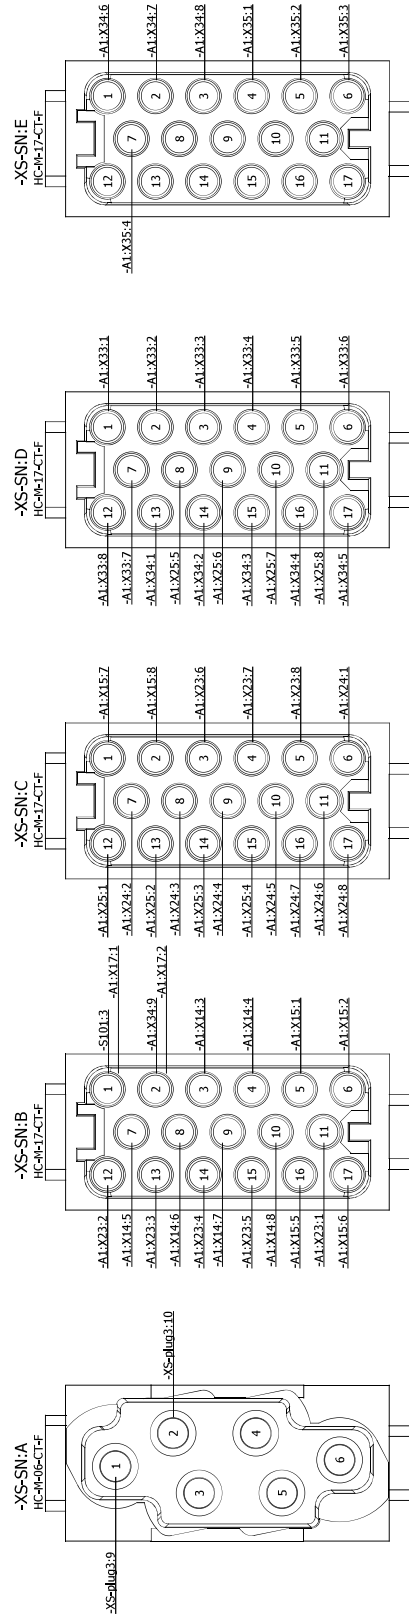 -XS-SN:A
HC-M-06-CT-F
-XS-plug3:9
1
2
3
4
5
6
-XS-plug3:10
-XS-SN:B
HC-M-17-CT-F
-A1:X23:2
-A1:X14:5
-A1:X23:3
-A1:X14:6
-A1:X23:4
-A1:X14:7
-A1:X23:5
-A1:X14:8
-A1:X15:5
-A1:X23:1
-A1:X15:6
12
7
1
13
8
2
14
9
3
15
10
4
16
11
5
17
6
-S101:3
-A1:X17:1
-A1:X34:9
-A1:X17:2
-A1:X14:3
-A1:X14:4
-A1:X15:1
-A1:X15:2
-XS-SN:C
HC-M-17-CT-F
-A1:X25:1
-A1:X24:2
-A1:X25:2
-A1:X24:3
-A1:X25:3
-A1:X24:4
-A1:X25:4
-A1:X24:5
-A1:X24:7
-A1:X24:6
-A1:X24:8
12
7
1
13
8
2
14
9
3
15
10
4
16
11
5
17
6
-A1:X15:7
-A1:X15:8
-A1:X23:6
-A1:X23:7
-A1:X23:8
-A1:X24:1
-XS-SN:D
HC-M-17-CT-F
-A1:X33:8
-A1:X33:7
-A1:X34:1
-A1:X25:5
-A1:X34:2
-A1:X25:6
-A1:X34:3
-A1:X25:7
-A1:X34:4
-A1:X25:8
-A1:X34:5
12
7
1
13
8
2
14
9
3
15
10
4
16
11
5
17
6
-A1:X33:1
-A1:X33:2
-A1:X33:3
-A1:X33:4
-A1:X33:5
-A1:X33:6
-XS-SN:E
HC-M-17-CT-F
-A1:X35:4
12
7
1
13
8
2
14
9
3
15
10
4
16
11
5
17
6
-A1:X34:6
-A1:X34:7
-A1:X34:8
-A1:X35:1
-A1:X35:2
-A1:X35:3